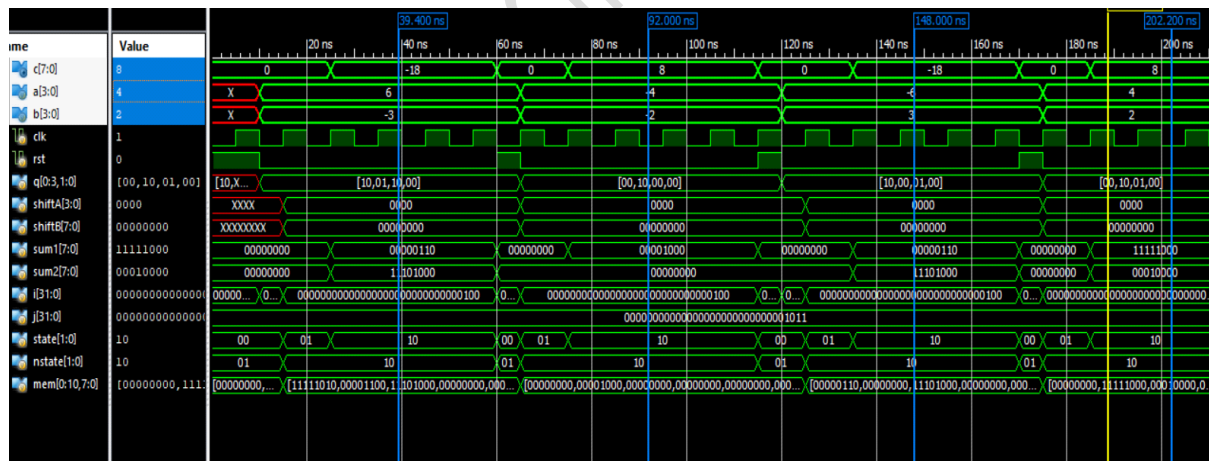 39.400 ns 92.000 ns 148.000 ns 202.200 ns
ame Value 20 ns 40 ns 60 ns 80 ns 100 ns 120 ns 140 ns 160 ns 180 ns 200 ns
c[7:0] 8 0 -18 0 8 0 -18 0 8
a[3:0] 4 X 6 -4 -6 4
b[3:0] 2 X -3 -2 3 2
clk 1
rst 0
q[0:3,1:0] [00,10,01,00] [10,X... [10,01,10,00] [00,10,00,00] [10,00,01,00] [00,10,01,00]
shiftA[3:0] 0000 XXXX 0000 0000 0000 0000
shiftB[7:0] 00000000 XXXXXXXX 00000000 00000000 00000000 00000000
sum1[7:0] 11111000 00000000 00000110 00000000 00001000 00000000 00000110 00000000 11111000
sum2[7:0] 00010000 00000000 11101000 00000000 11101000 00000000 00010000
i[31:0] 00000000000000 00000... 0... 00000000000000000000000000000100 0... 00000000000000000000000000000100 0... 0... 00000000000000000000000000000100 0...
j[31:0] 00000000000000 00000000000000000000000000001011
state[1:0] 10 00 01 10 00 01 10 00 01 10 00 01 10
nstate[1:0] 10 01 10 01 10 01 10 01 10
mem[0:10,7:0] [00000000,111: [00000000,... [11111010,00001100,11101000,00000000,000... [00000000,00001000,00000000,00000000,00000000,000... [00000110,00000000,11101000,00000000,000... [00000000,11111000,00010000,0.